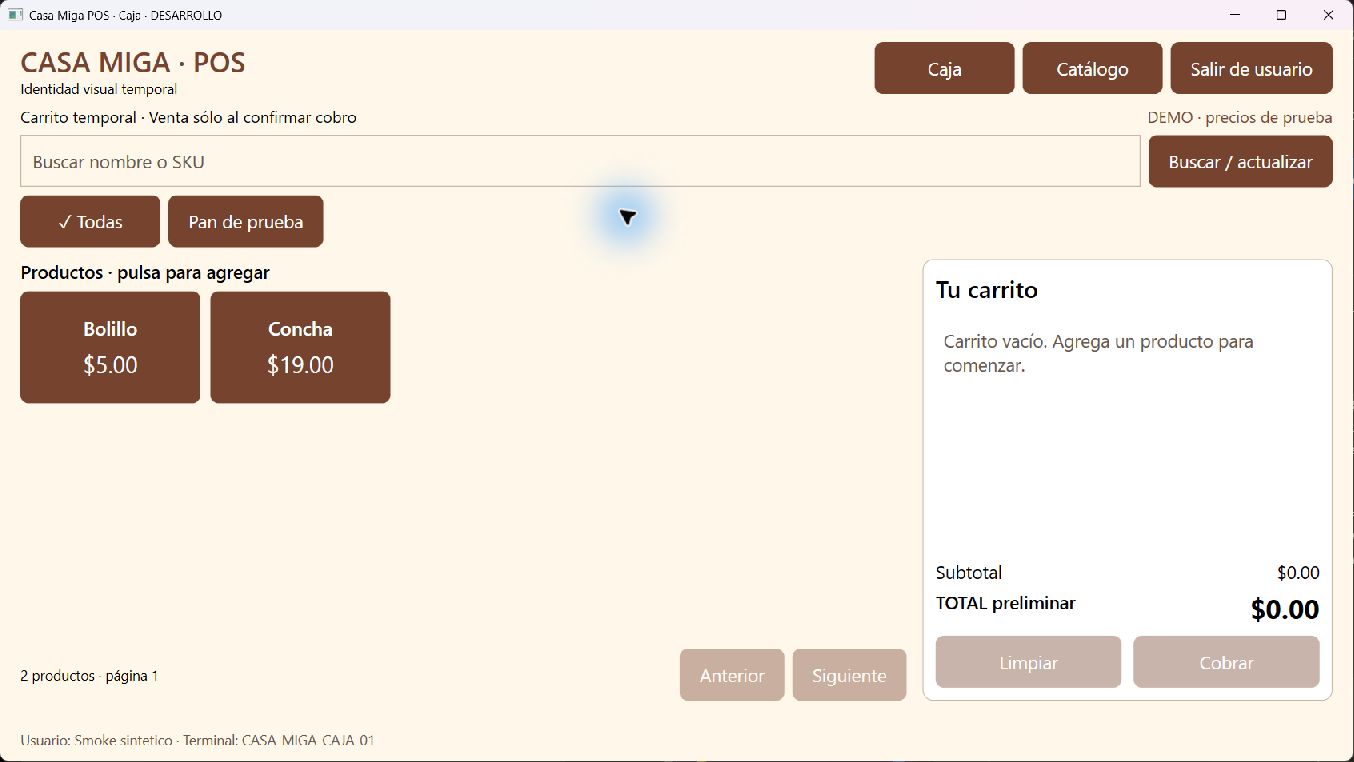 Casa Miga POS · Caja · DESARROLLO
CASA MIGA · POS
Identidad visual temporal
Caja
Catálogo
Salir de usuario
Carrito temporal · Venta sólo al confirmar cobro
DEMO · precios de prueba
Buscar nombre o SKU
Buscar / actualizar
✓ Todas
Pan de prueba
Productos · pulsa para agregar
Bolillo
$5.00
Concha
$19.00
Tu carrito
Carrito vacío. Agrega un producto para
comenzar.
Subtotal
$0.00
TOTAL preliminar
$0.00
Limpiar
Cobrar
2 productos · página 1
Anterior
Siguiente
Usuario: Smoke sintetico · Terminal: CASA_MIGA_CAJA_01